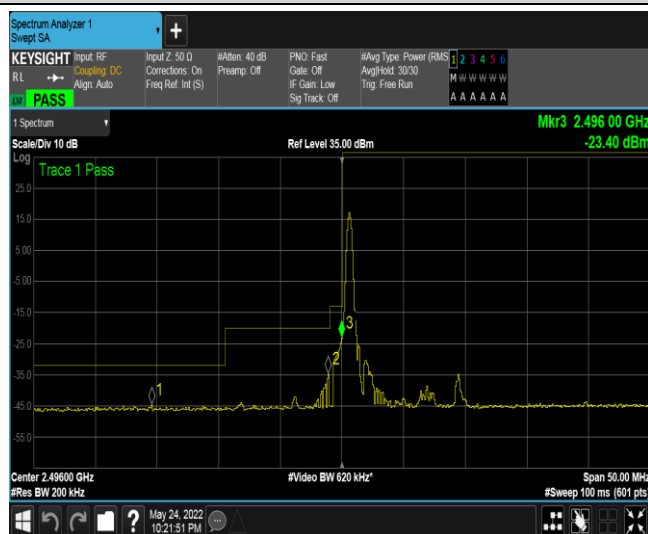 Spectrum Analyzer 1
Swept SA
+
KEYSIGHT
RL
PASS
Input: RF
Coupling: DC
Align: Auto
Input Z: 50 Ω
Corrections: On
Freq Ref: Int (S)
#Atten: 40 dB
Preamp: Off
PNO: Fast
Gate: Off
IF Gain: Low
Sig Track: Off
#Avg Type: Power (RMS
Avg|Hold: 30/30
Trig: Free Run
1 2 3 4 5 6
M W W W W W
A A A A A A
1 Spectrum
Scale/Div 10 dB
Ref Level 35.00 dBm
Mkr3 2.496 00 GHz
-23.40 dBm
Log
Trace 1 Pass
25.0
15.0
5.00
-5.00
-15.0
-25.0
-35.0
-45.0
-55.0
1
2
3
Center 2.49600 GHz
#Res BW 200 kHz
#Video BW 620 kHz*
Span 50.00 MHz
#Sweep 100 ms (601 pts)
?
May 24, 2022
10:21:51 PM